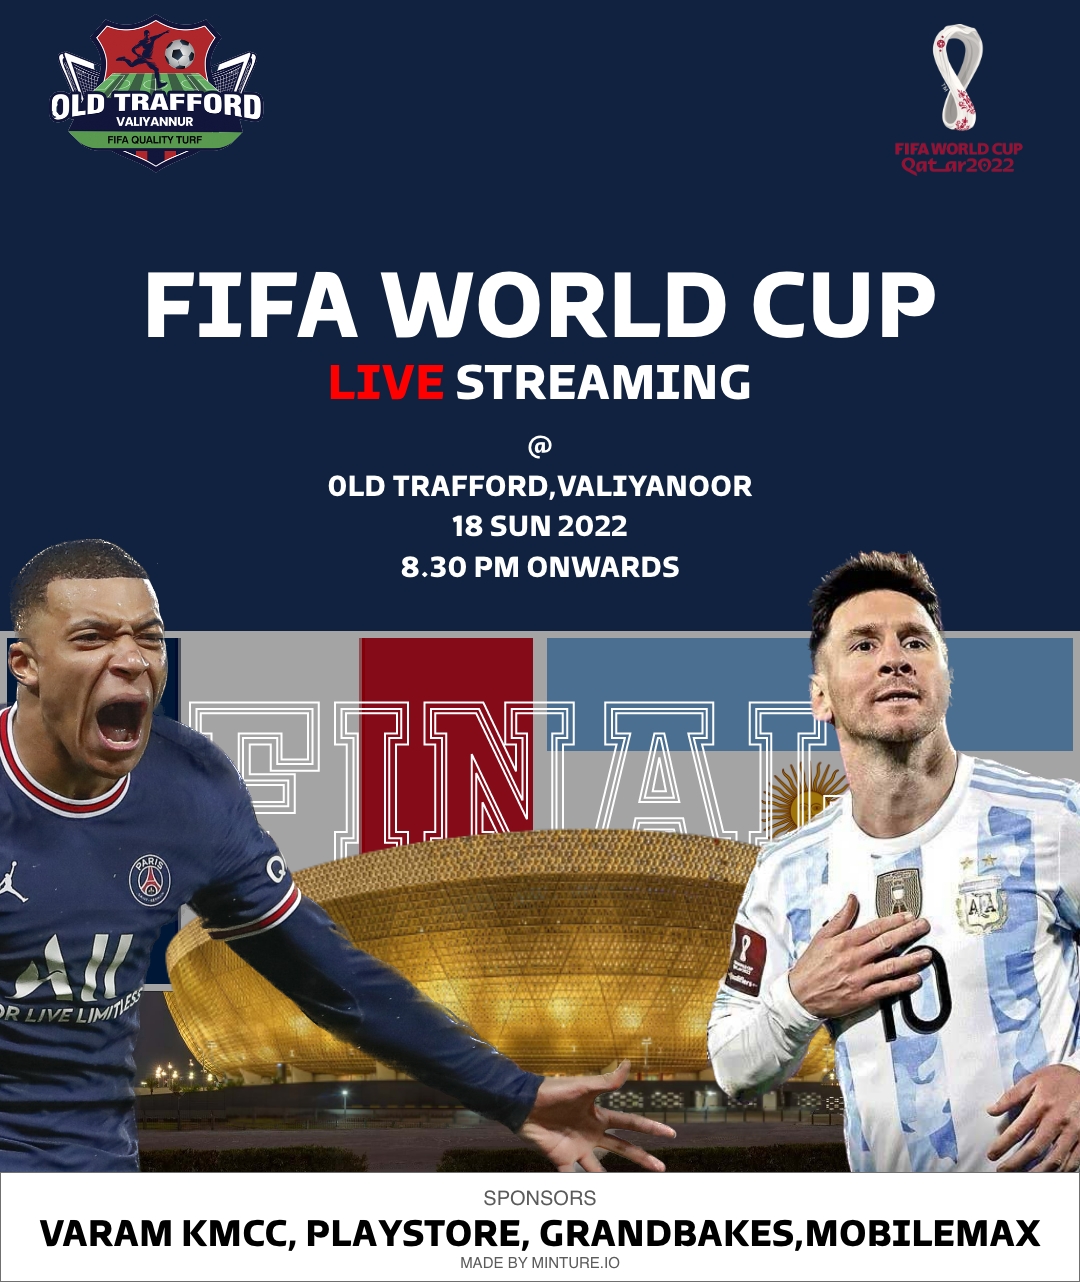 OLD TRAFFORD
VALIYANNUR
FIFA QUALITY TURF
FIFA WORLD CUP
Qatar2022
FIFA WORLD CUP
LIVE STREAMING
@
OLD TRAFFORD,VALIYANOOR
18 SUN 2022
8.30 PM ONWARDS
FINAL
PARIS
Q
ALL
OR LIVE LIMITLESS
AFA
10
SPONSORS
VARAM KMCC, PLAYSTORE, GRANDBAKES,MOBILEMAX
MADE BY MINTURE.IO